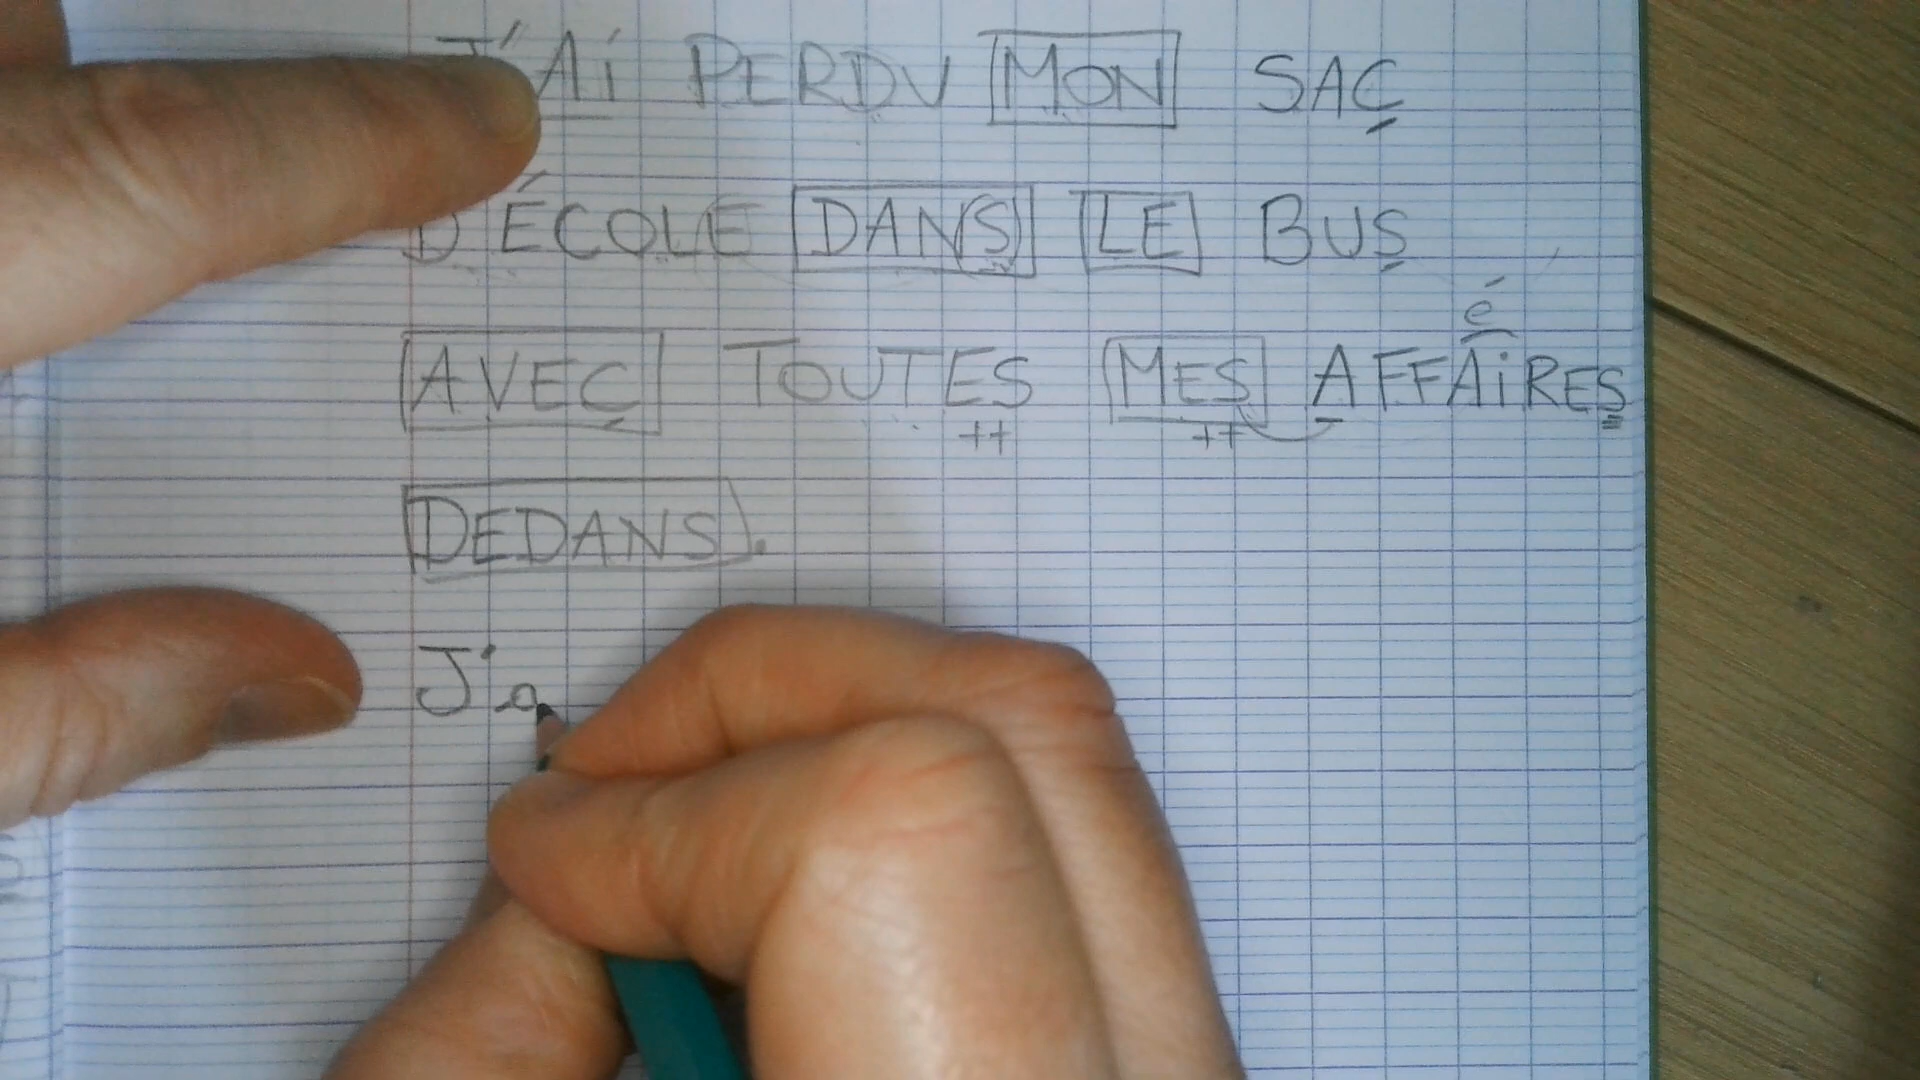 J'Ai PERDU MON SAC
D'ÉCOLE DANS LE BUS
é
AVEC TOUTES MES AFFAiRES
++ ++
DEDANS.
J'a